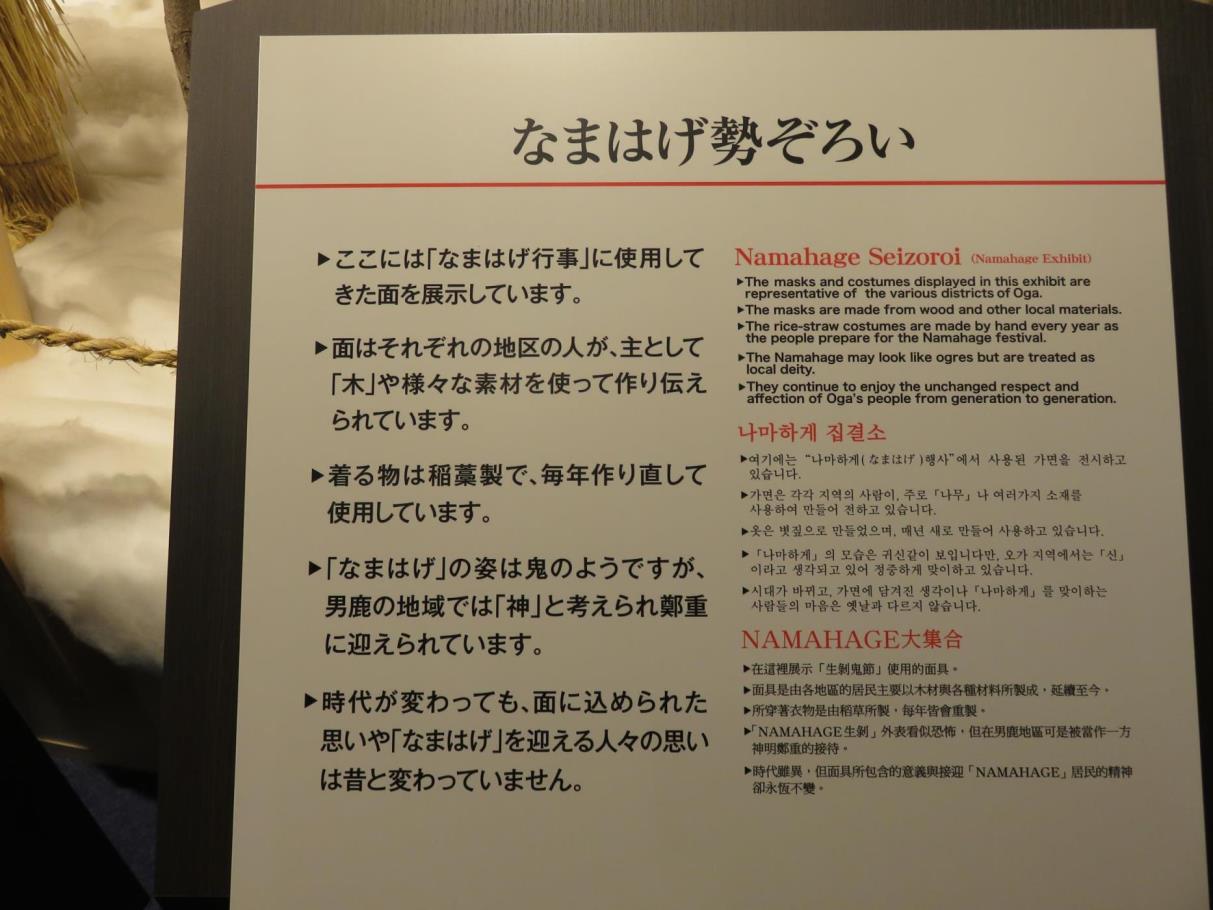 なまはげ勢ぞろい
▶ここには「なまはげ行事」に使用して
きた面を展示しています。
▶面はそれぞれの地区の人が、主として
「木」や様々な素材を使って作り伝え
られています。
▶着る物は稲藁製で、毎年作り直して
使用しています。
▶「なまはげ」の姿は鬼のようですが、
男鹿の地域では「神」と考えられ鄭重
に迎えられています。
▶時代が変わっても、面に込められた
思いや「なまはげ」を迎える人々の思い
は昔と変わっていません。
Namahage Seizoroi (Namahage Exhibit)
▶The masks and costumes displayed in this exhibit are
representative of the various districts of Oga.
▶The masks are made from wood and other local materials.
▶The rice-straw costumes are made by hand every year as
the people prepare for the Namahage festival.
▶The Namahage may look like ogres but are treated as
local deity.
▶They continue to enjoy the unchanged respect and
affection of Oga's people from generation to generation.
나마하게 집결소
▶여기에는 “나마하게(なまはげ)행사”에서 사용된 가면을 전시하고
있습니다.
▶가면은 각각 지역의 사람이, 주로「나무」나 여러가지 소재를
사용하여 만들어 전하고 있습니다.
▶옷은 볏짚으로 만들었으며, 매년 새로 만들어 사용하고 있습니다.
▶「나마하게」의 모습은 귀신같이 보입니다만, 오가 지역에서는「신」
이라고 생각되고 있어 정중하게 맞이하고 있습니다.
▶시대가 바뀌고, 가면에 담겨진 생각이나「나마하게」를 맞이하는
사람들의 마음은 옛날과 다르지 않습니다.
NAMAHAGE大集合
▶在這裡展示「生剝鬼節」使用的面具。
▶面具是由各地區的居民主要以木材與各種材料所製成，延續至今。
▶所穿著衣物是由稻草所製，每年皆會重製。
▶「NAMAHAGE生剝」外表看似恐怖，但在男鹿地區可是被當作一方
神明鄭重的接待。
▶時代雖異，但面具所包含的意義與接迎「NAMAHAGE」居民的精神
卻永恆不變。